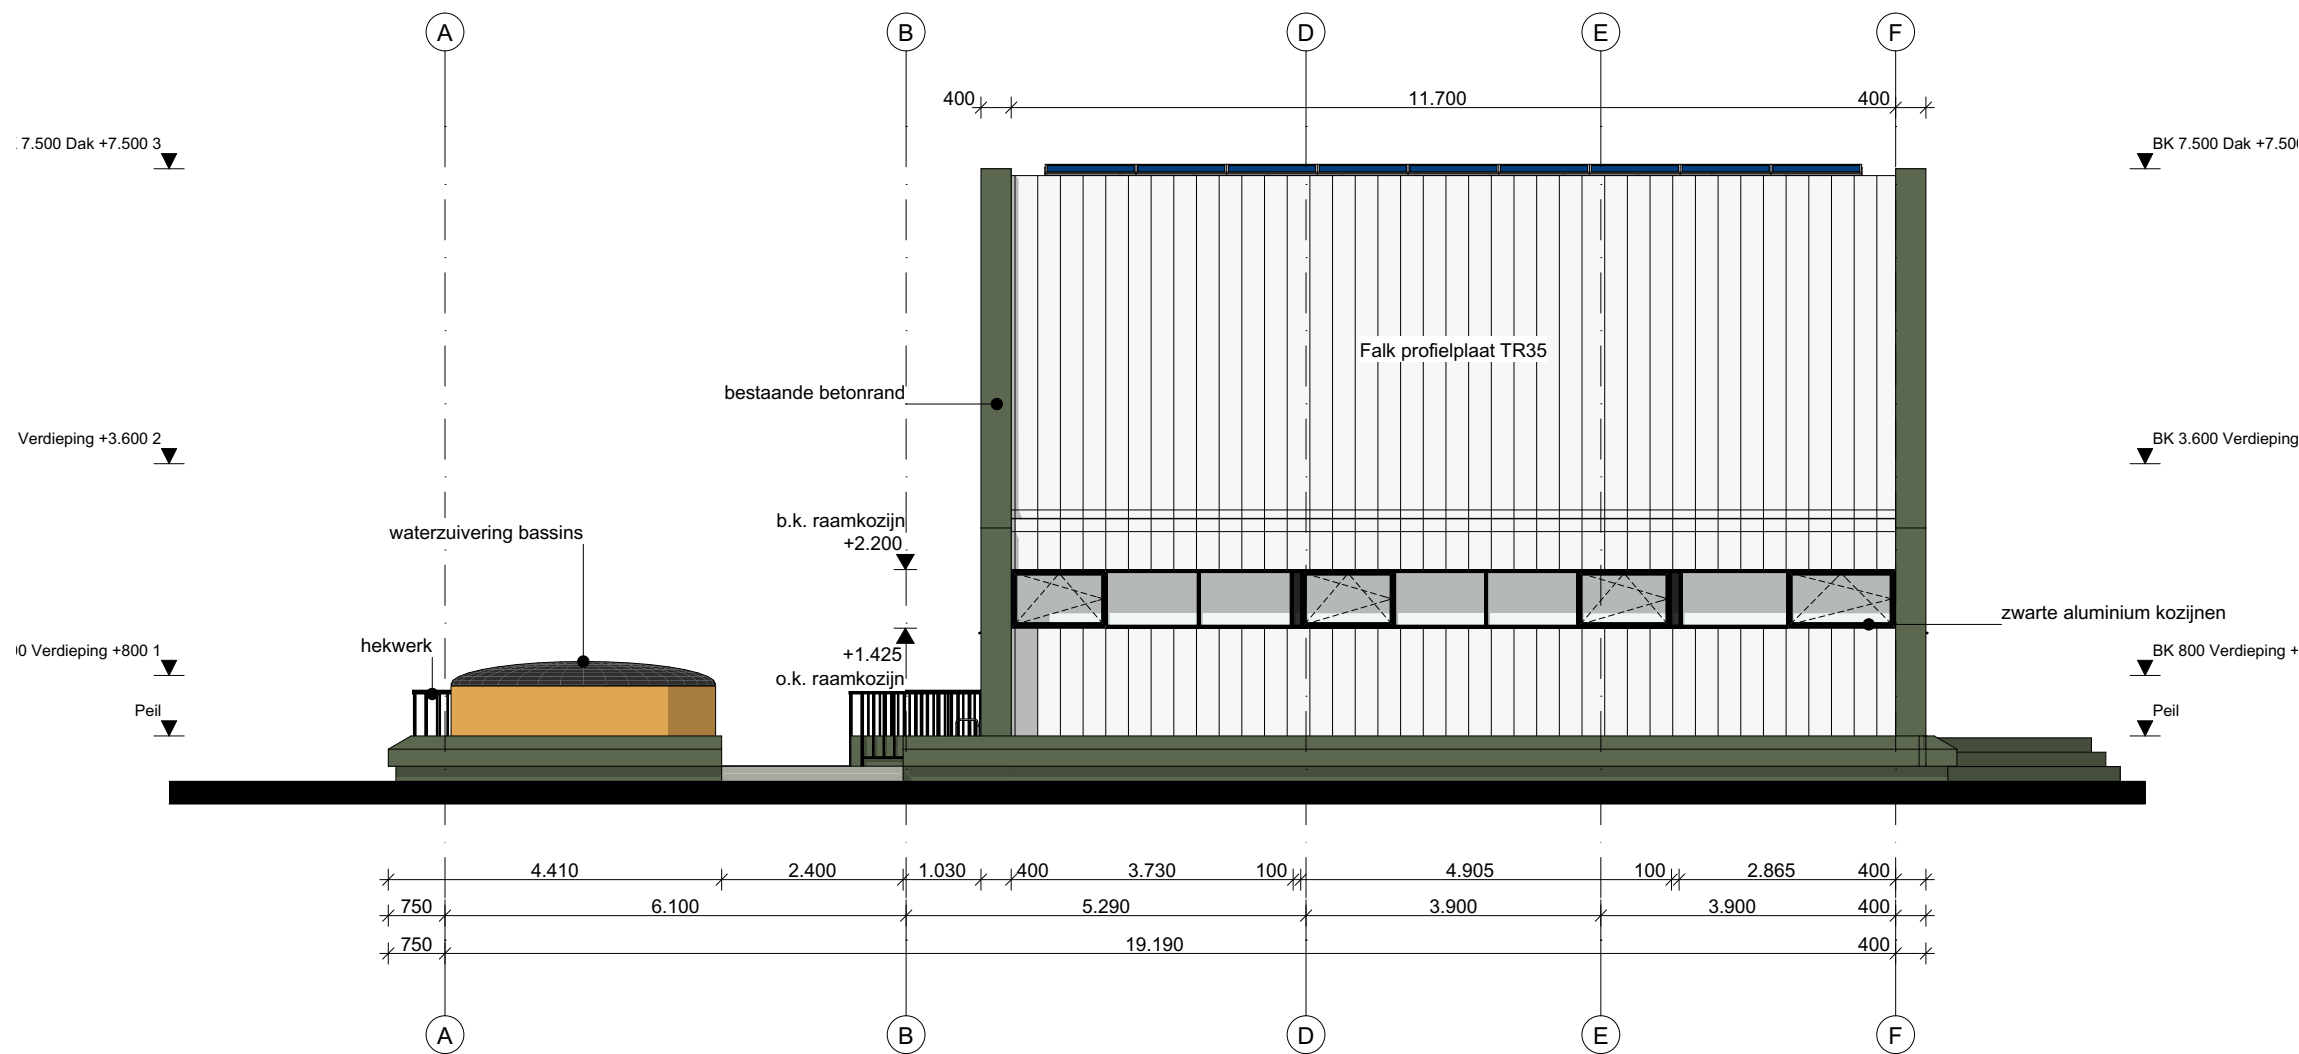 A B D E F
400 11.700 400
7.500 Dak +7.500 3
BK 7.500 Dak +7.500
Falk profielplaat TR35
bestaande betonrand
Verdieping +3.600 2
BK 3.600 Verdieping
b.k. raamkozijn
+2.200
waterzuivering bassins
zwarte aluminium kozijnen
hekwerk
00 Verdieping +800 1
+1.425
o.k. raamkozijn
BK 800 Verdieping +
Peil
Peil
4.410 2.400 1.030 400 3.730 100 4.905 100 2.865 400
750 6.100 5.290 3.900 3.900 400
750 19.190 400
A B D E F